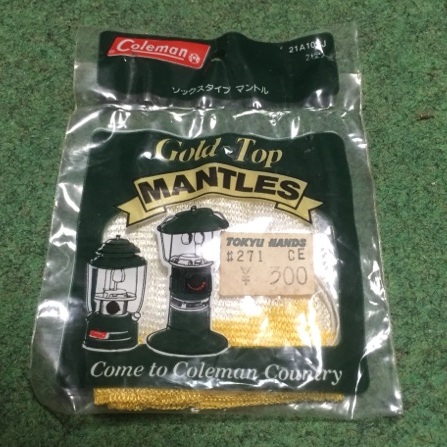 Coleman
ソックスタイプ マントル
Gold-Top
MANTLES
TOKYU HANDS
#271 CE
¥ 300
Come to Coleman Country